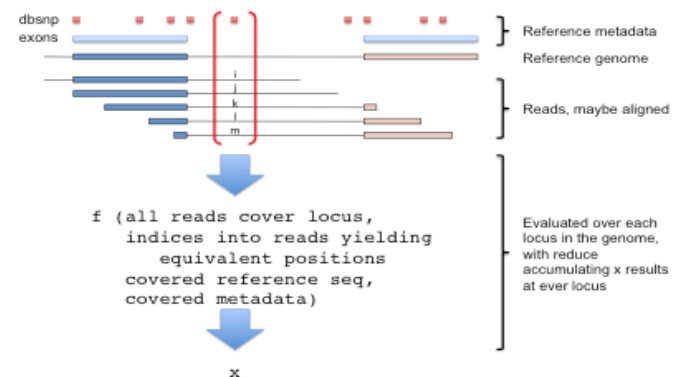 dbsnp
exons
Reference metadata
Reference genome
i
j
k
l
m
Reads, maybe aligned
f (all reads cover locus,
indices into reads yielding
equivalent positions
covered reference seq,
covered metadata)
Evaluated over each
locus in the genome,
with reduce
accumulating x results
at ever locus
x